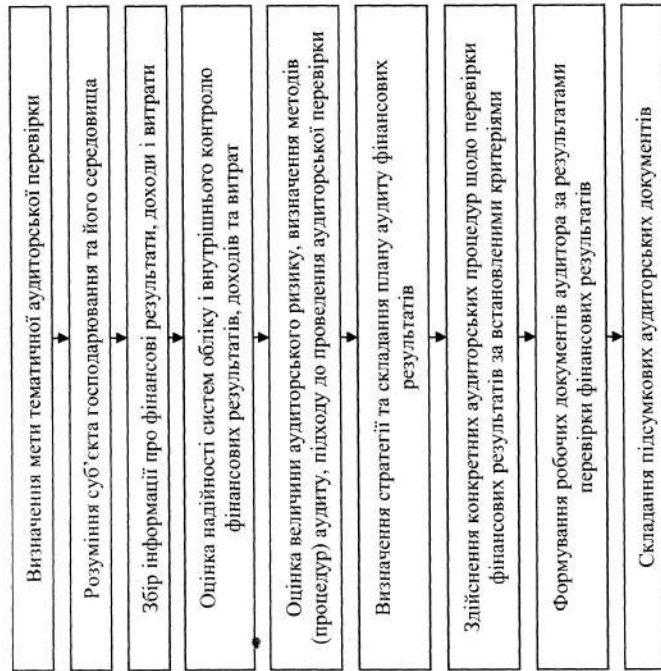 Визначення мети тематичної аудиторської перевірки
Розуміння суб’єкта господарювання та його середовища
Збір інформації про фінансові результати, доходи і витрати
Оцінка надійності систем обліку і внутрішнього контролю
фінансових результатів, доходів та витрат
Оцінка величини аудиторського ризику, визначення методів
(процедур) аудиту, підходу до проведення аудиторської перевірки
Визначення стратегії та складання плану аудиту фінансових
результатів
Здійснення конкретних аудиторських процедур щодо перевірки
фінансових результатів за встановленими критеріями
Формування робочих документів аудитора за результатами
перевірки фінансових результатів
Складання підсумкових аудиторських документів